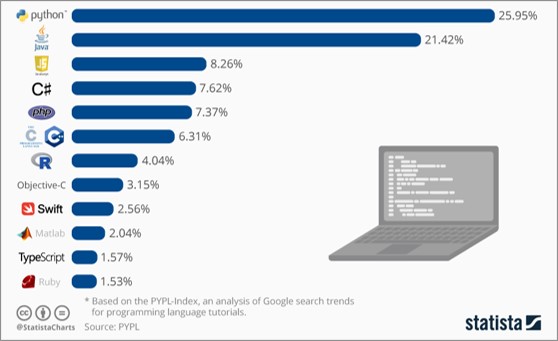 python 25.95%
Java 21.42%
JS 8.26%
C# 7.62%
php 7.37%
C C++ 6.31%
R 4.04%
Objective-C 3.15%
Swift 2.56%
Matlab 2.04%
TypeScript 1.57%
Ruby 1.53%
* Based on the PYPL-Index, an analysis of Google search trends
for programming language tutorials.
@StatistaCharts Source: PYPL
statista